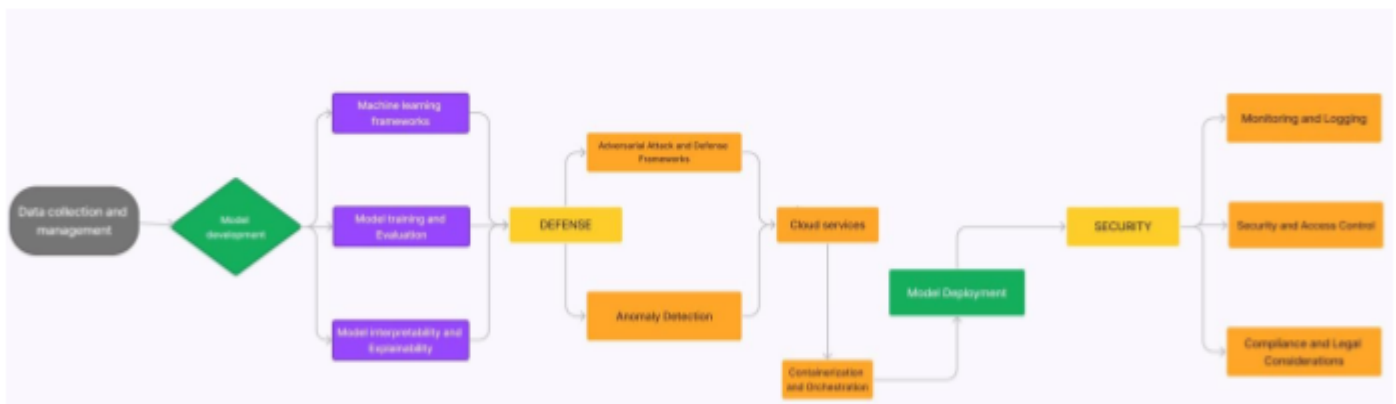 Data collection and
management
Model
development
Machine learning
frameworks
Model training and
Evaluation
Model interpretability and
Explainability
DEFENSE
Adversarial Attack and Defense
Frameworks
Anomaly Detection
Cloud services
Containerization
and Orchestration
Model Deployment
SECURITY
Monitoring and Logging
Security and Access Control
Compliance and Legal
Considerations